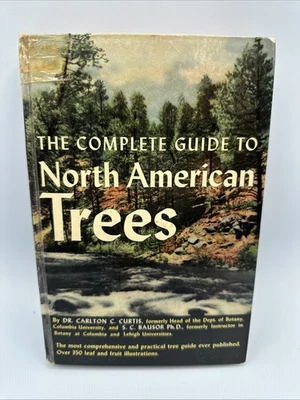 THE COMPLETE GUIDE TO
North American
Trees
By DR. CARLTON C. CURTIS, formerly Head of the Dept. of Botany,
Columbia University, and S. C. BAUSOR Ph.D., formerly Instructor in
Botany at Columbia and Lehigh Universities.
The most comprehensive and practical tree guide ever published.
Over 350 leaf and fruit illustrations.